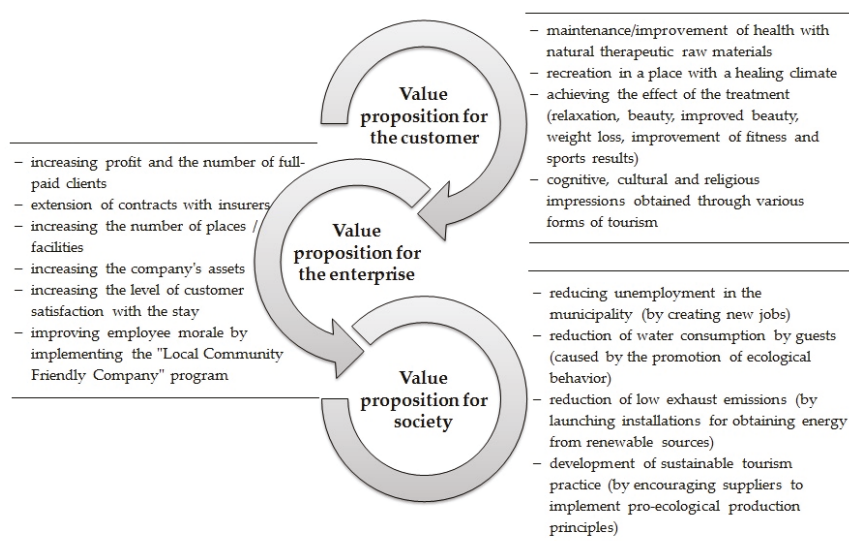 Value
proposition for
the customer
– maintenance/improvement of health with
natural therapeutic raw materials
– recreation in a place with a healing climate
– achieving the effect of the treatment
(relaxation, beauty, improved beauty,
weight loss, improvement of fitness and
sports results)
– cognitive, cultural and religious
impressions obtained through various
forms of tourism
– increasing profit and the number of full-
paid clients
– extension of contracts with insurers
– increasing the number of places /
facilities
– increasing the company's assets
– increasing the level of customer
satisfaction with the stay
– improving employee morale by
implementing the "Local Community
Friendly Company" program
Value
proposition for
the enterprise
Value
proposition for
society
– reducing unemployment in the
municipality (by creating new jobs)
– reduction of water consumption by guests
(caused by the promotion of ecological
behavior)
– reduction of low exhaust emissions (by
launching installations for obtaining energy
from renewable sources)
– development of sustainable tourism
practice (by encouraging suppliers to
implement pro-ecological production
principles)